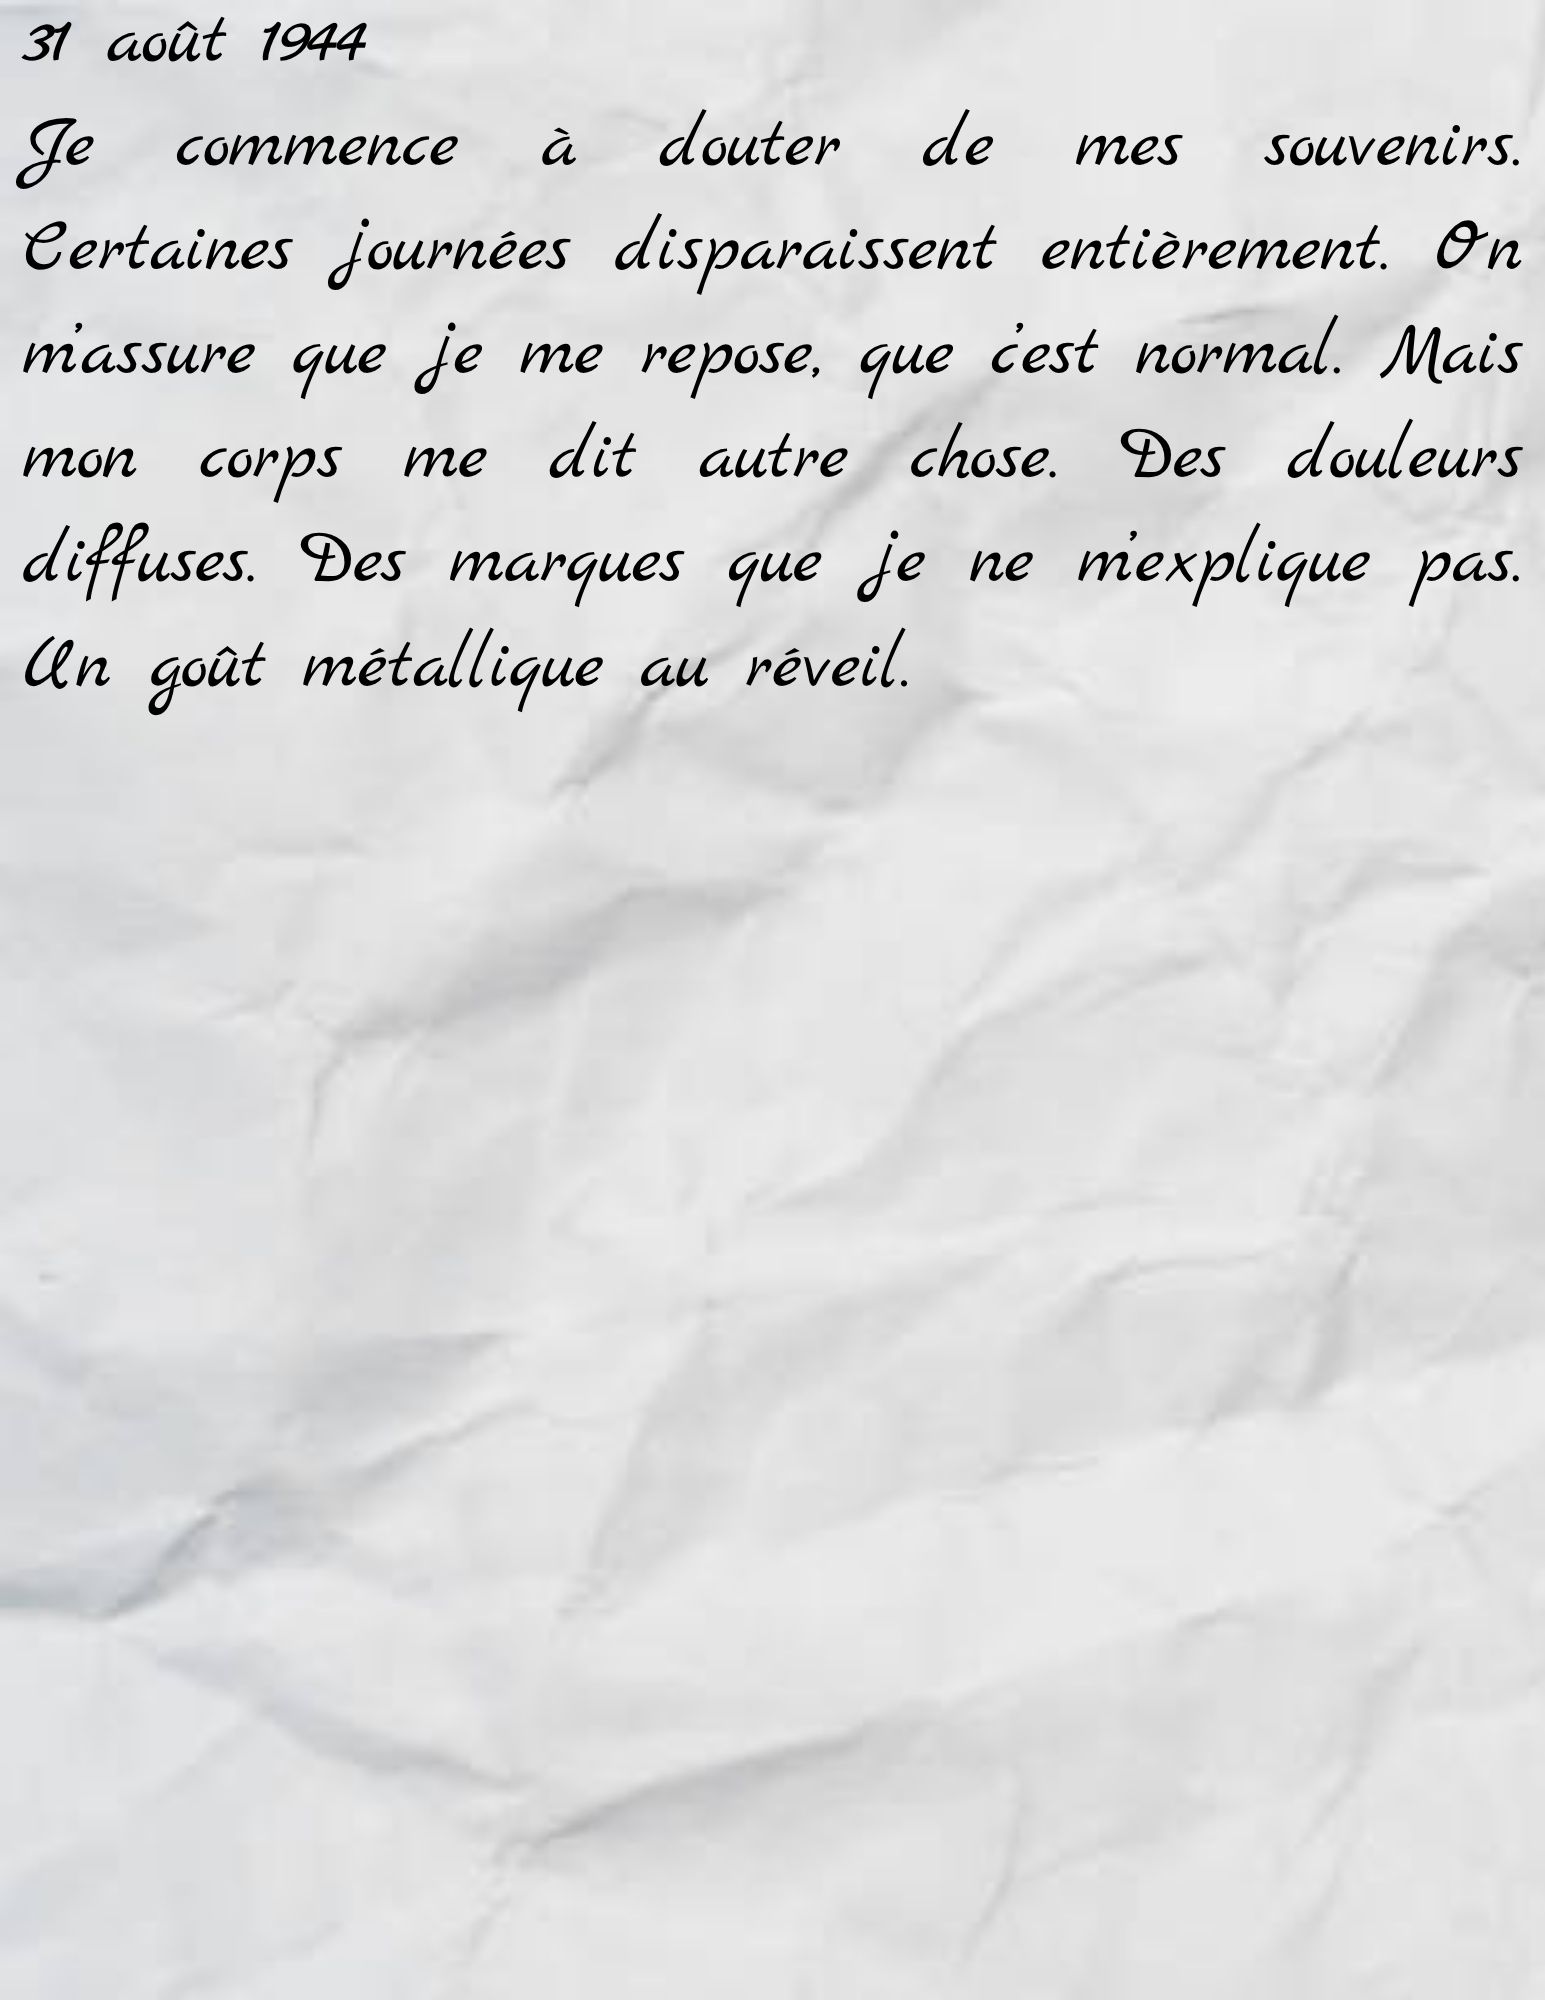 31 août 1944
Je commence à douter de mes souvenirs.
Certaines journées disparaissent entièrement. On
m'assure que je me repose, que c'est normal. Mais
mon corps me dit autre chose. Des douleurs
diffuses. Des marques que je ne m'explique pas.
Un goût métallique au réveil.